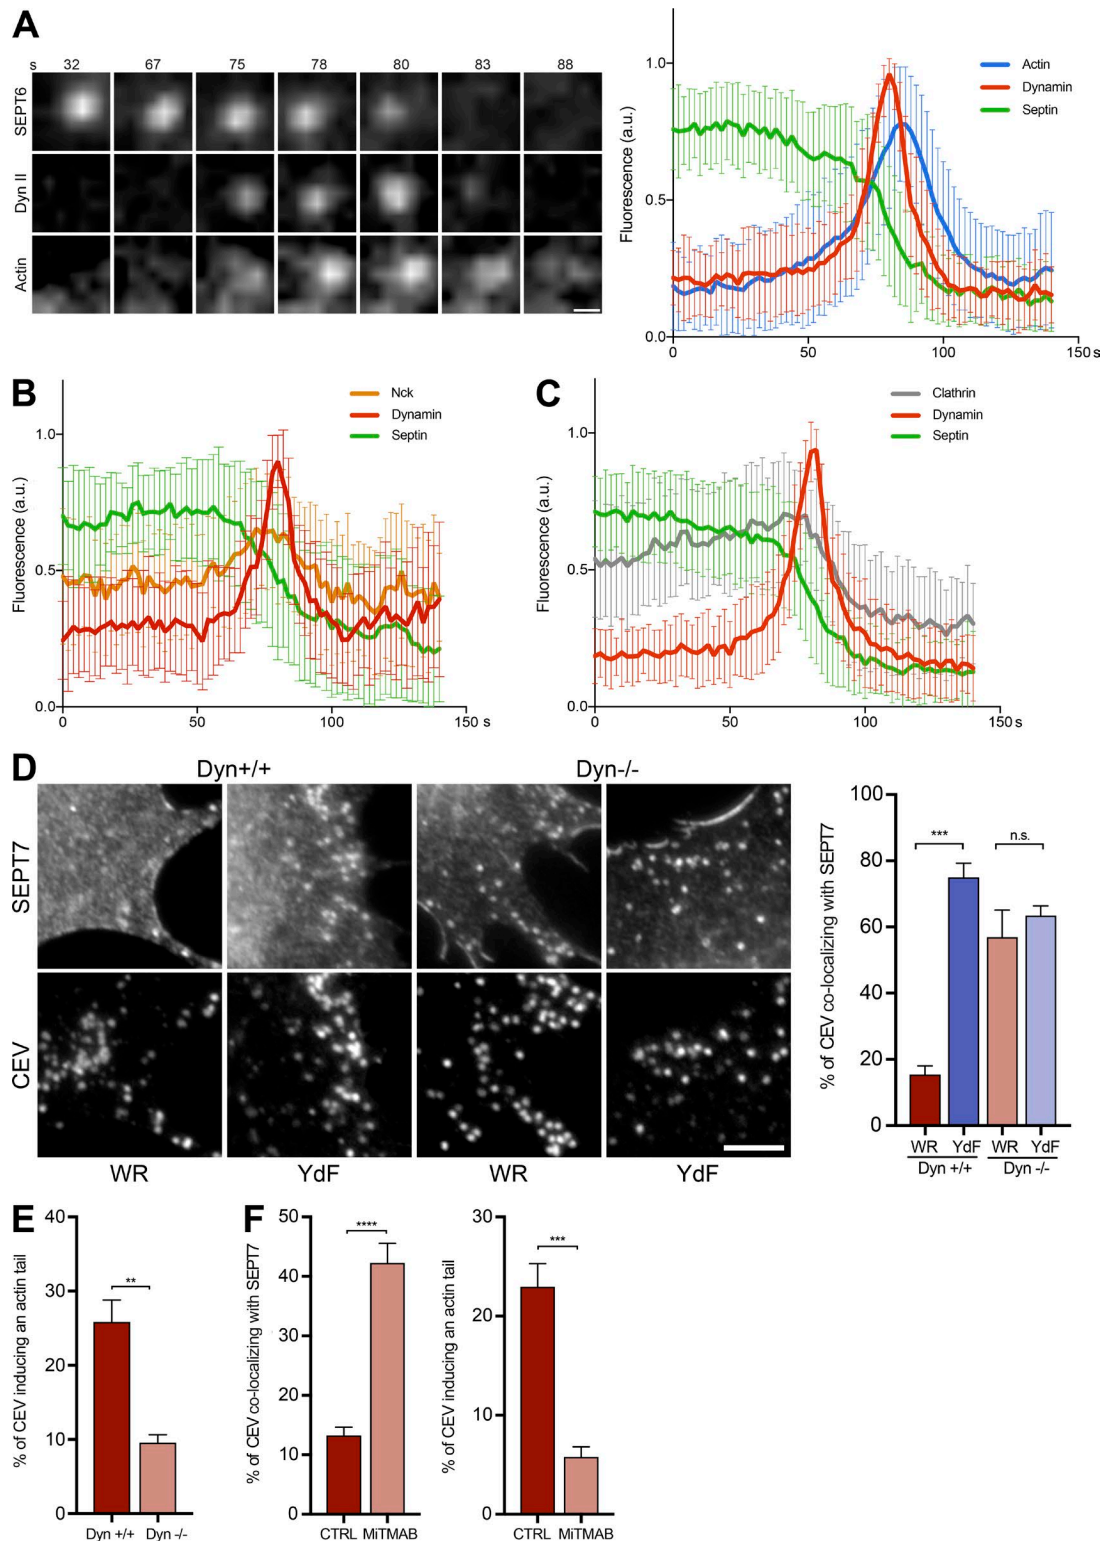 A
s 32 67 75 78 80 83 88
SEPT6
Dyn II
Actin
Fluorescence (a.u.)
1.0
0.5
0.0
0 50 100 150 s
Actin
Dynamin
Septin
B
Fluorescence (a.u.)
1.0
0.5
0.0
0 50 100 150 s
Nck
Dynamin
Septin
C
Fluorescence (a.u.)
1.0
0.5
0.0
0 50 100 150 s
Clathrin
Dynamin
Septin
D
Dyn+/+ Dyn-/-
SEPT7
CEV
WR YdF WR YdF
% of CEV co-localizing with SEPT7
100
80
60
40
20
0
*** n.s.
WR YdF WR YdF
Dyn +/+ Dyn -/-
E
% of CEV inducing an actin tail
40
30
20
10
0
**
Dyn +/+ Dyn -/-
F
% of CEV co-localizing with SEPT7
50
40
30
20
10
0
****
CTRL MiTMAB
% of CEV inducing an actin tail
30
20
10
0
***
CTRL MiTMAB